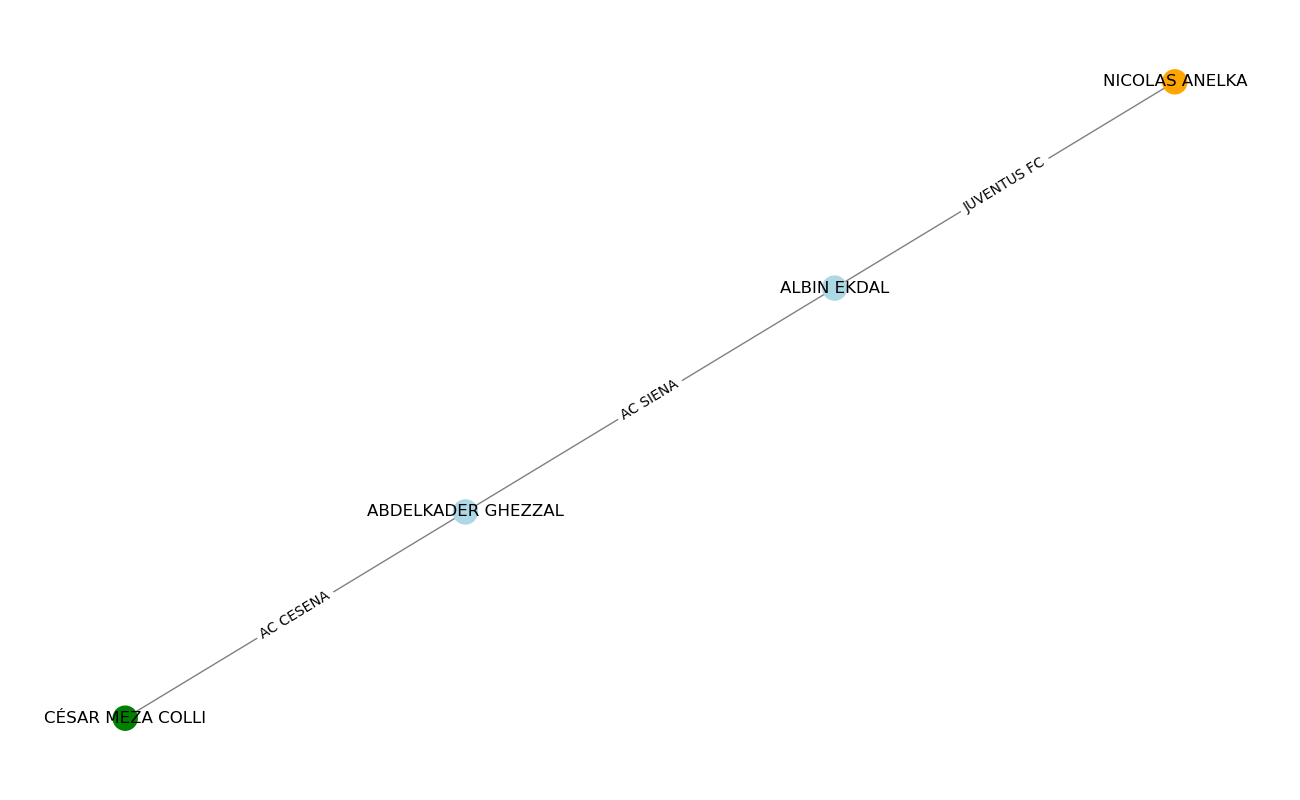 NICOLAS ANELKA
JUVENTUS FC
ALBIN EKDAL
AC SIENA
ABDELKADER GHEZZAL
AC CESENA
CÉSAR MEZA COLLI